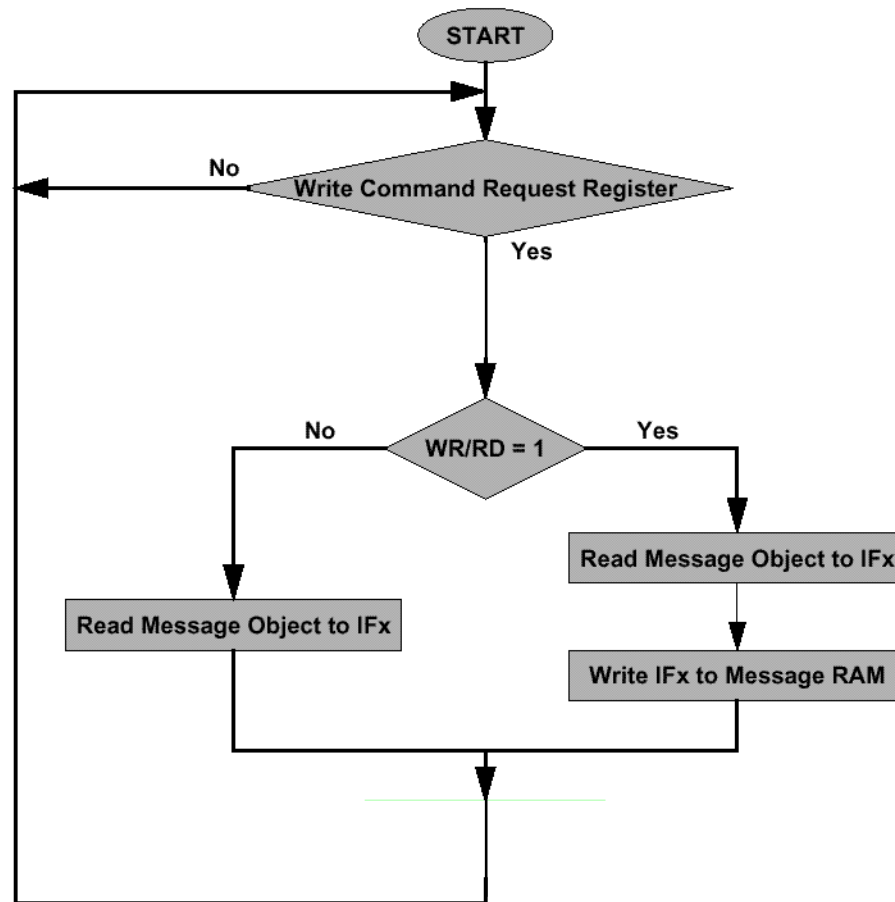 START
No
Write Command Request Register
Yes
No
WR/RD = 1
Yes
Read Message Object to IFx
Read Message Object to IFx
Write IFx to Message RAM